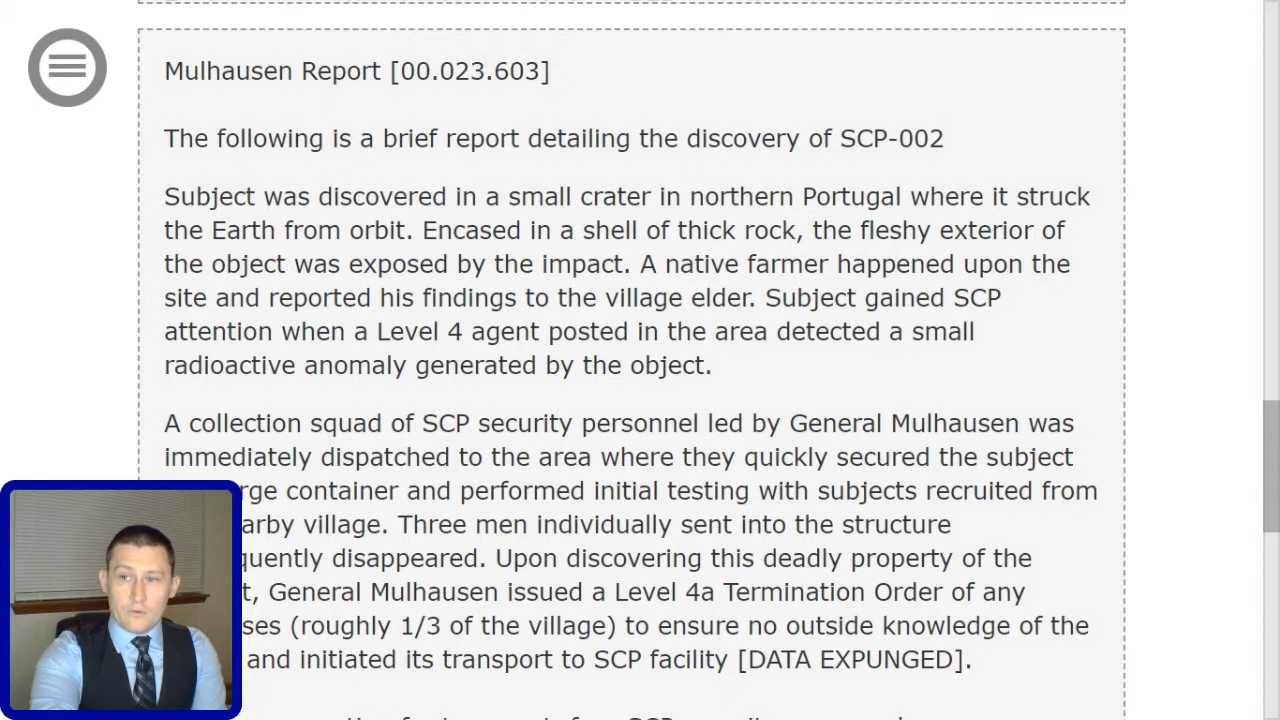 Mulhausen Report [00.023.603]
The following is a brief report detailing the discovery of SCP-002
Subject was discovered in a small crater in northern Portugal where it struck
the Earth from orbit. Encased in a shell of thick rock, the fleshy exterior of
the object was exposed by the impact. A native farmer happened upon the
site and reported his findings to the village elder. Subject gained SCP
attention when a Level 4 agent posted in the area detected a small
radioactive anomaly generated by the object.
A collection squad of SCP security personnel led by General Mulhausen was
immediately dispatched to the area where they quickly secured the subject
rge container and performed initial testing with subjects recruited from
arby village. Three men individually sent into the structure
quently disappeared. Upon discovering this deadly property of the
t, General Mulhausen issued a Level 4a Termination Order of any
ses (roughly 1/3 of the village) to ensure no outside knowledge of the
and initiated its transport to SCP facility [DATA EXPUNGED].